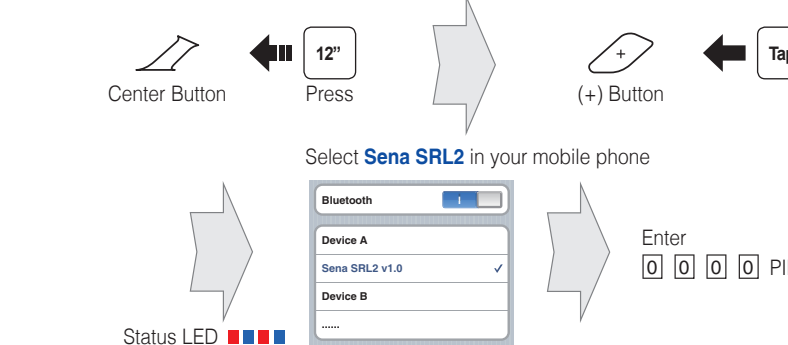 12”
Center Button
Press
+
(+) Button
Select Sena SRL2 in your mobile phone
Bluetooth
I
Device A
Sena SRL2 v1.0 ✓
Device B
......
Enter
0 0 0 0
Status LED